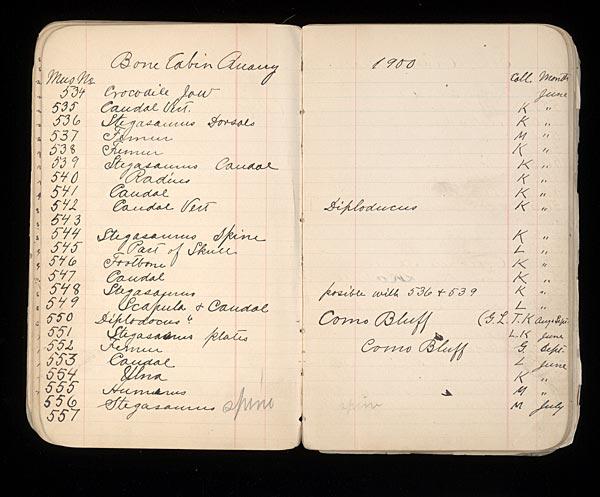 Bone Cabin Quarry 1900
Mus No. Coll. Month
534 Crocodile Jaw June
535 Caudal Vert. K "
536 Stegasaurus Dorsals K "
537 Femur M "
538 Femur K "
539 Stegasaurus Caudal K "
540 Radius K "
541 Caudal K "
542 Caudal Vert Diploducus K "
543
544 Stegasaurus Spine K "
545 Part of Skull L "
546 Footbone K "
547 Caudal K "
548 Stegasaurus posible with 536 & 539 K "
549 Scapula & Caudal L "
550 Diplodocus " Como Bluff (G. L. T. K Aug Sept.
551 Stegasaurus plates L. K June
552 Femur Como Bluff G Sept.
553 Caudal L June
554 Ulna K "
555 Humerus M "
556 Stegasaurus spine M July
557